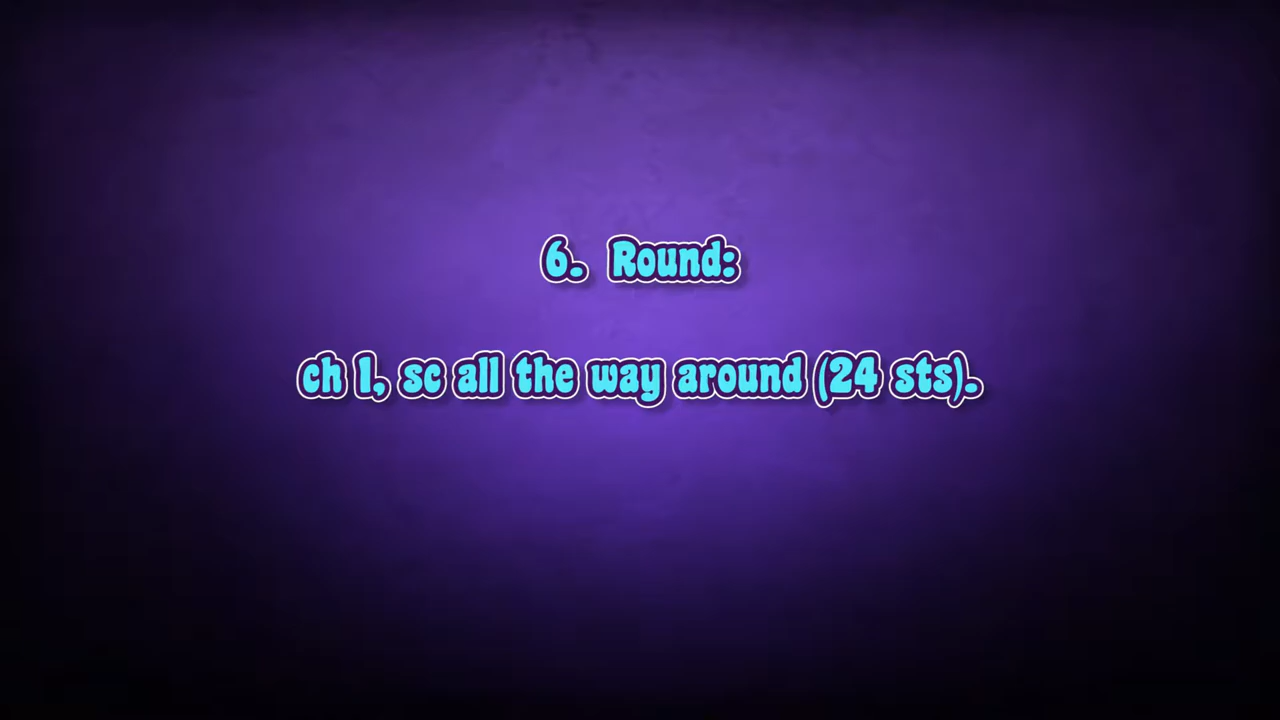 6. Round:
ch 1, sc all the way around (24 sts).